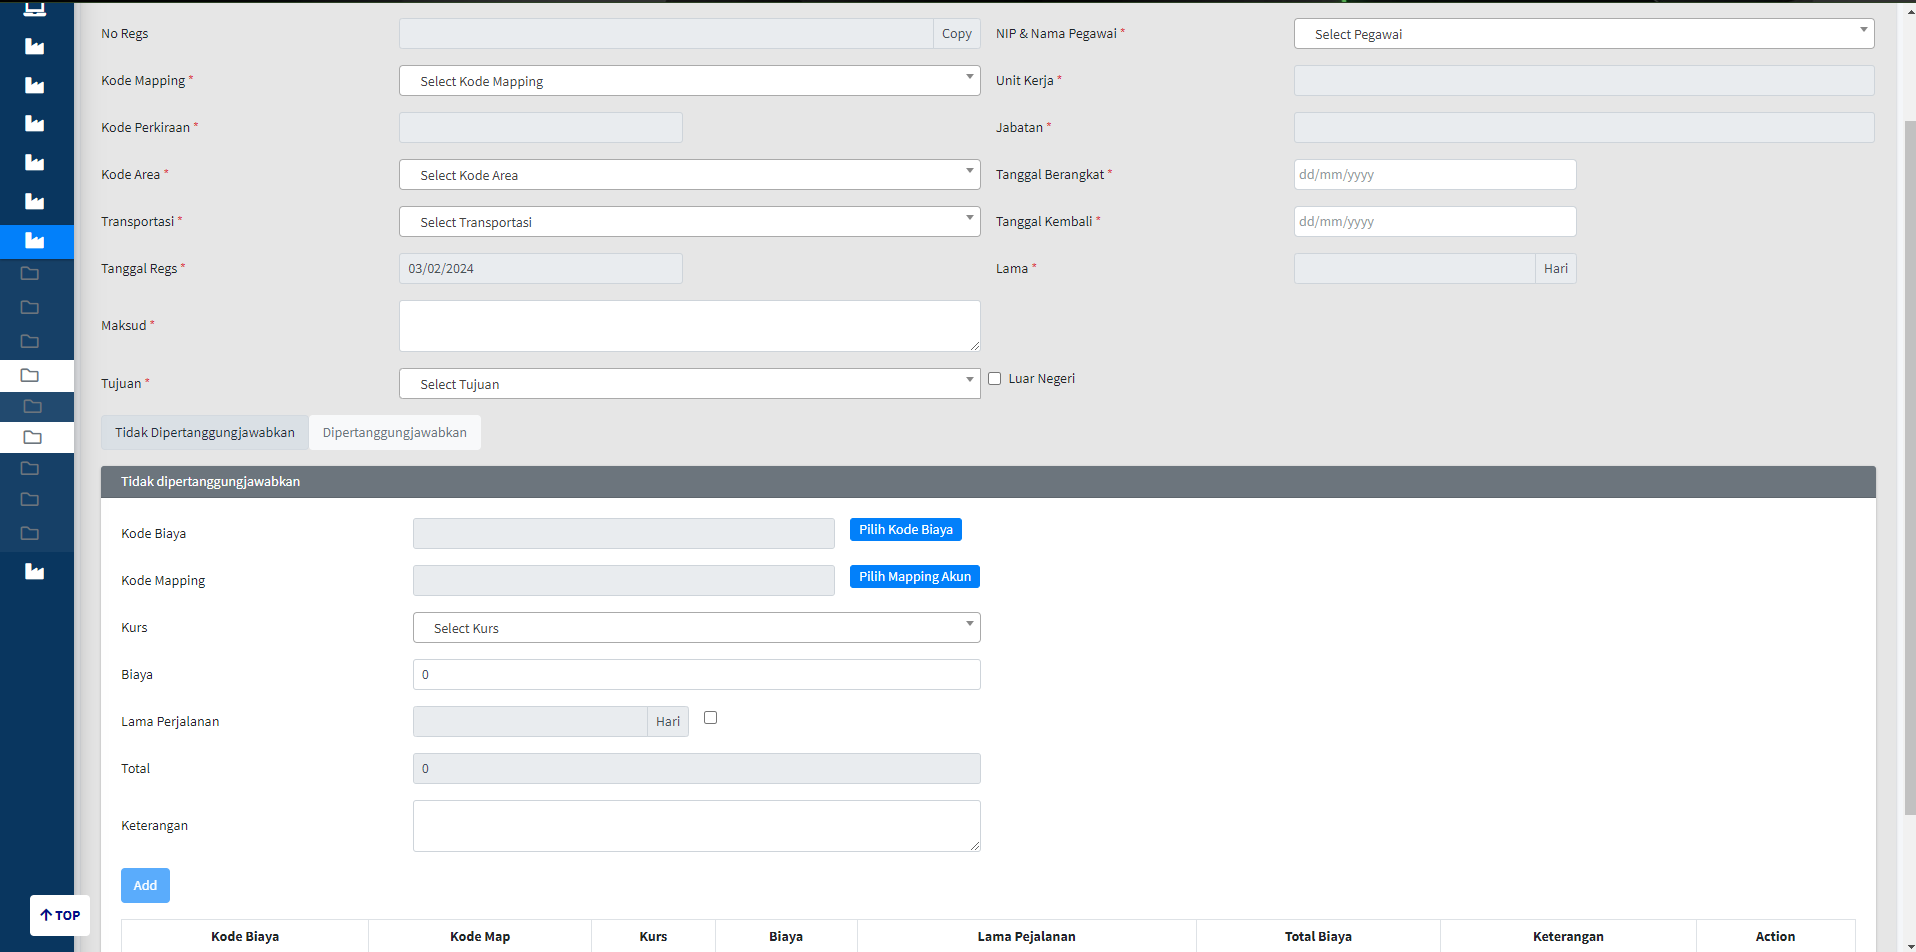 No Regs Copy NIP & Nama Pegawai * Select Pegawai
Kode Mapping * Select Kode Mapping Unit Kerja *
Kode Perkiraan * Jabatan *
Kode Area * Select Kode Area Tanggal Berangkat * dd/mm/yyyy
Transportasi * Select Transportasi Tanggal Kembali * dd/mm/yyyy
Tanggal Regs * 03/02/2024 Lama * Hari
Maksud *
Tujuan * Select Tujuan Luar Negeri
Tidak Dipertanggungjawabkan Dipertanggungjawabkan
Tidak dipertanggungjawabkan
Kode Biaya Pilih Kode Biaya
Kode Mapping Pilih Mapping Akun
Kurs Select Kurs
Biaya 0
Lama Perjalanan Hari
Total 0
Keterangan
Add
TOP
Kode Biaya Kode Map Kurs Biaya Lama Pejalanan Total Biaya Keterangan Action